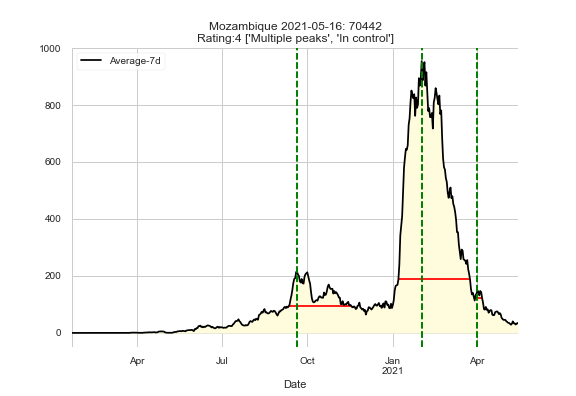 Mozambique 2021-05-16: 70442
Rating:4 ['Multiple peaks', 'In control']
Average-7d
1000
800
600
400
200
0
Apr
Jul
Oct
Jan
2021
Apr
Date